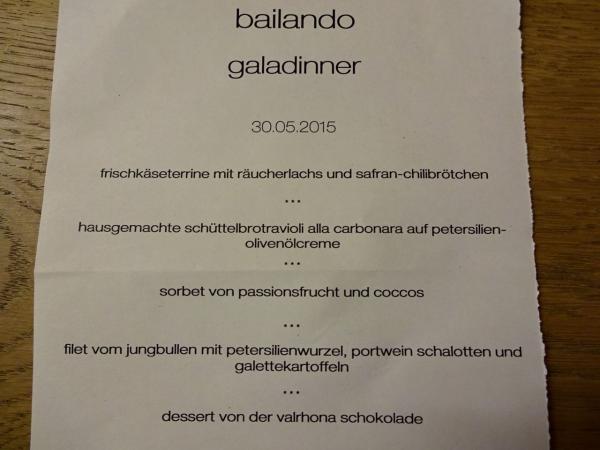 bailando
galadinner
30.05.2015
frischkäseterrine mit räucherlachs und safran-chilibrötchen
...
hausgemachte schüttelbrotravioli alla carbonara auf petersilien-
olivenölcreme
...
sorbet von passionsfrucht und coccos
...
filet vom jungbullen mit petersilienwurzel, portwein schalotten und
galettekartoffeln
...
dessert von der valrhona schokolade